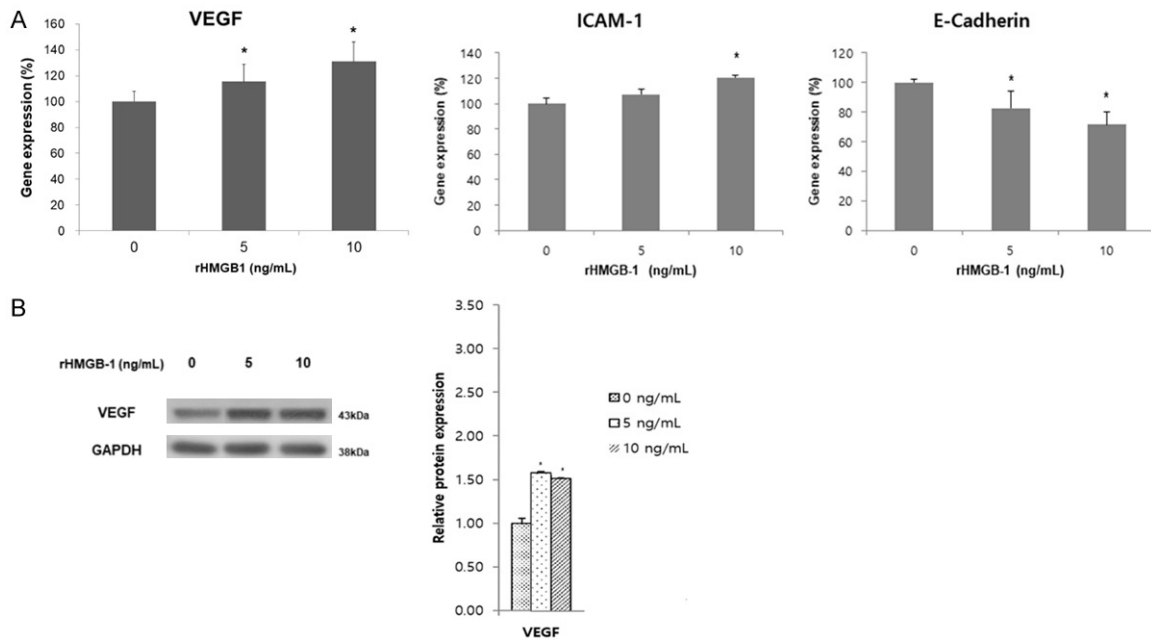 A
VEGF
Gene expression (%)
160
140
120
100
80
60
40
20
0
*
*
0 5 10
rHMGB1 (ng/mL)
ICAM-1
Gene expression (%)
140
120
100
80
60
40
20
0
*
0 5 10
rHMGB-1 (ng/mL)
E-Cadherin
Gene expression (%)
120
100
80
60
40
20
0
*
*
0 5 10
rHMGB-1 (ng/mL)
B
rHMGB-1 (ng/mL) 0 5 10
VEGF 43kDa
GAPDH 38kDa
Relative protein expression
3.50
3.00
2.50
2.00
1.50
1.00
0.50
0.00
*
*
VEGF
0 ng/mL
5 ng/mL
10 ng/mL